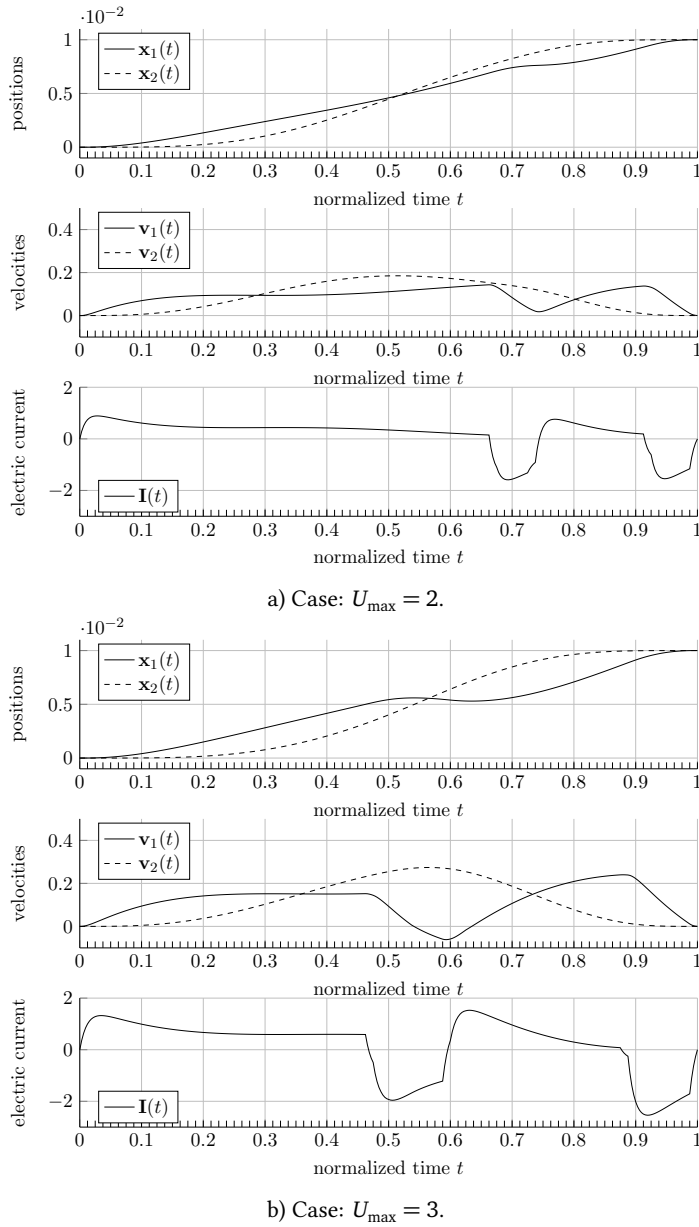 ·10⁻²
1
0.5
0
positions
x₁(t)
x₂(t)
0 0.1 0.2 0.3 0.4 0.5 0.6 0.7 0.8 0.9 1
normalized time t
0.4
0.2
0
velocities
v₁(t)
v₂(t)
0 0.1 0.2 0.3 0.4 0.5 0.6 0.7 0.8 0.9 1
normalized time t
2
0
−2
electric current
I(t)
0 0.1 0.2 0.3 0.4 0.5 0.6 0.7 0.8 0.9 1
normalized time t
a) Case: U_max = 2.
·10⁻²
1
0.5
0
positions
x₁(t)
x₂(t)
0 0.1 0.2 0.3 0.4 0.5 0.6 0.7 0.8 0.9 1
normalized time t
0.4
0.2
0
velocities
v₁(t)
v₂(t)
0 0.1 0.2 0.3 0.4 0.5 0.6 0.7 0.8 0.9 1
normalized time t
2
0
−2
electric current
I(t)
0 0.1 0.2 0.3 0.4 0.5 0.6 0.7 0.8 0.9 1
normalized time t
b) Case: U_max = 3.